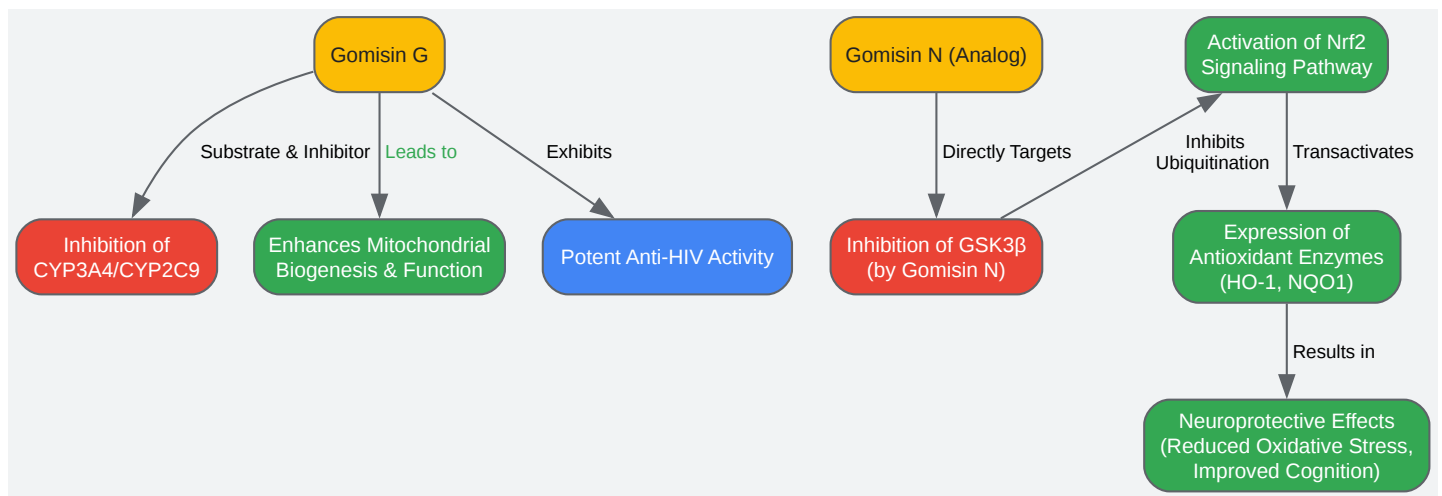 Gomisin G
Gomisin N (Analog)
Activation of Nrf2
Signaling Pathway
Substrate & Inhibitor
Leads to
Exhibits
Directly Targets
Inhibits
Ubiquitination
Transactivates
Inhibition of
CYP3A4/CYP2C9
Enhances Mitochondrial
Biogenesis & Function
Potent Anti-HIV Activity
Inhibition of GSK3β
(by Gomisin N)
Expression of
Antioxidant Enzymes
(HO-1, NQO1)
Results in
Neuroprotective Effects
(Reduced Oxidative Stress,
Improved Cognition)